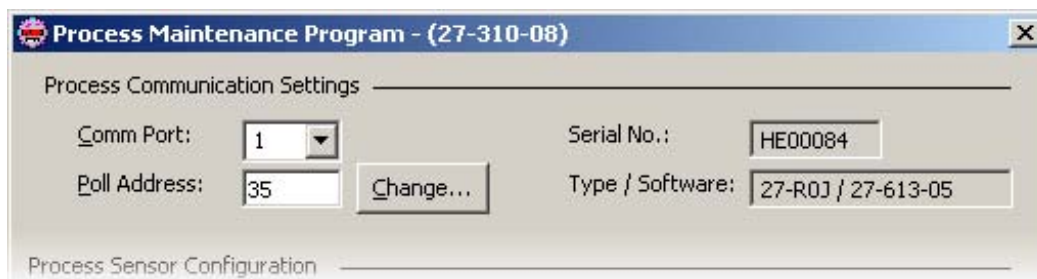 Process Maintenance Program - (27-310-08)
Process Communication Settings
Comm Port: 1 Serial No.: HE00084
Poll Address: 35 Change... Type / Software: 27-R0J / 27-613-05
Process Sensor Configuration